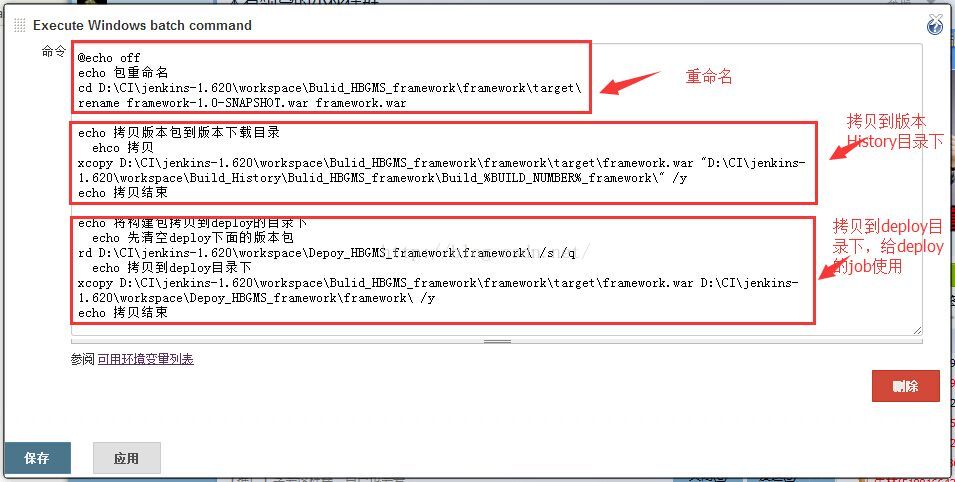 Execute Windows batch command
命令
@echo off
echo 包重命名
cd D:\CI\jenkins-1.620\workspace\Bulid_HBGMS_framework\framework\target\
rename framework-1.0-SNAPSHOT.war framework.war
重命名
echo 拷贝版本包到版本下载目录
ehco 拷贝
xcopy D:\CI\jenkins-1.620\workspace\Bulid_HBGMS_framework\framework\target\framework.war "D:\CI\jenkins-
1.620\workspace\Build_History\Bulid_HBGMS_framework\Build_%BUILD_NUMBER%_framework\" /y
echo 拷贝结束
拷贝到版本
History目录下
echo 将构建包拷贝到deploy的目录下
echo 先清空deploy下面的版本包
rd D:\CI\jenkins-1.620\workspace\Depoy_HBGMS_framework\framework\ /s /q
echo 拷贝到deploy目录下
xcopy D:\CI\jenkins-1.620\workspace\Bulid_HBGMS_framework\framework\target\framework.war D:\CI\jenkins-
1.620\workspace\Depoy_HBGMS_framework\framework\ /y
echo 拷贝结束
拷贝到deploy目
录下，给deploy
的job使用
参阅 可用环境变量列表
删除
保存
应用